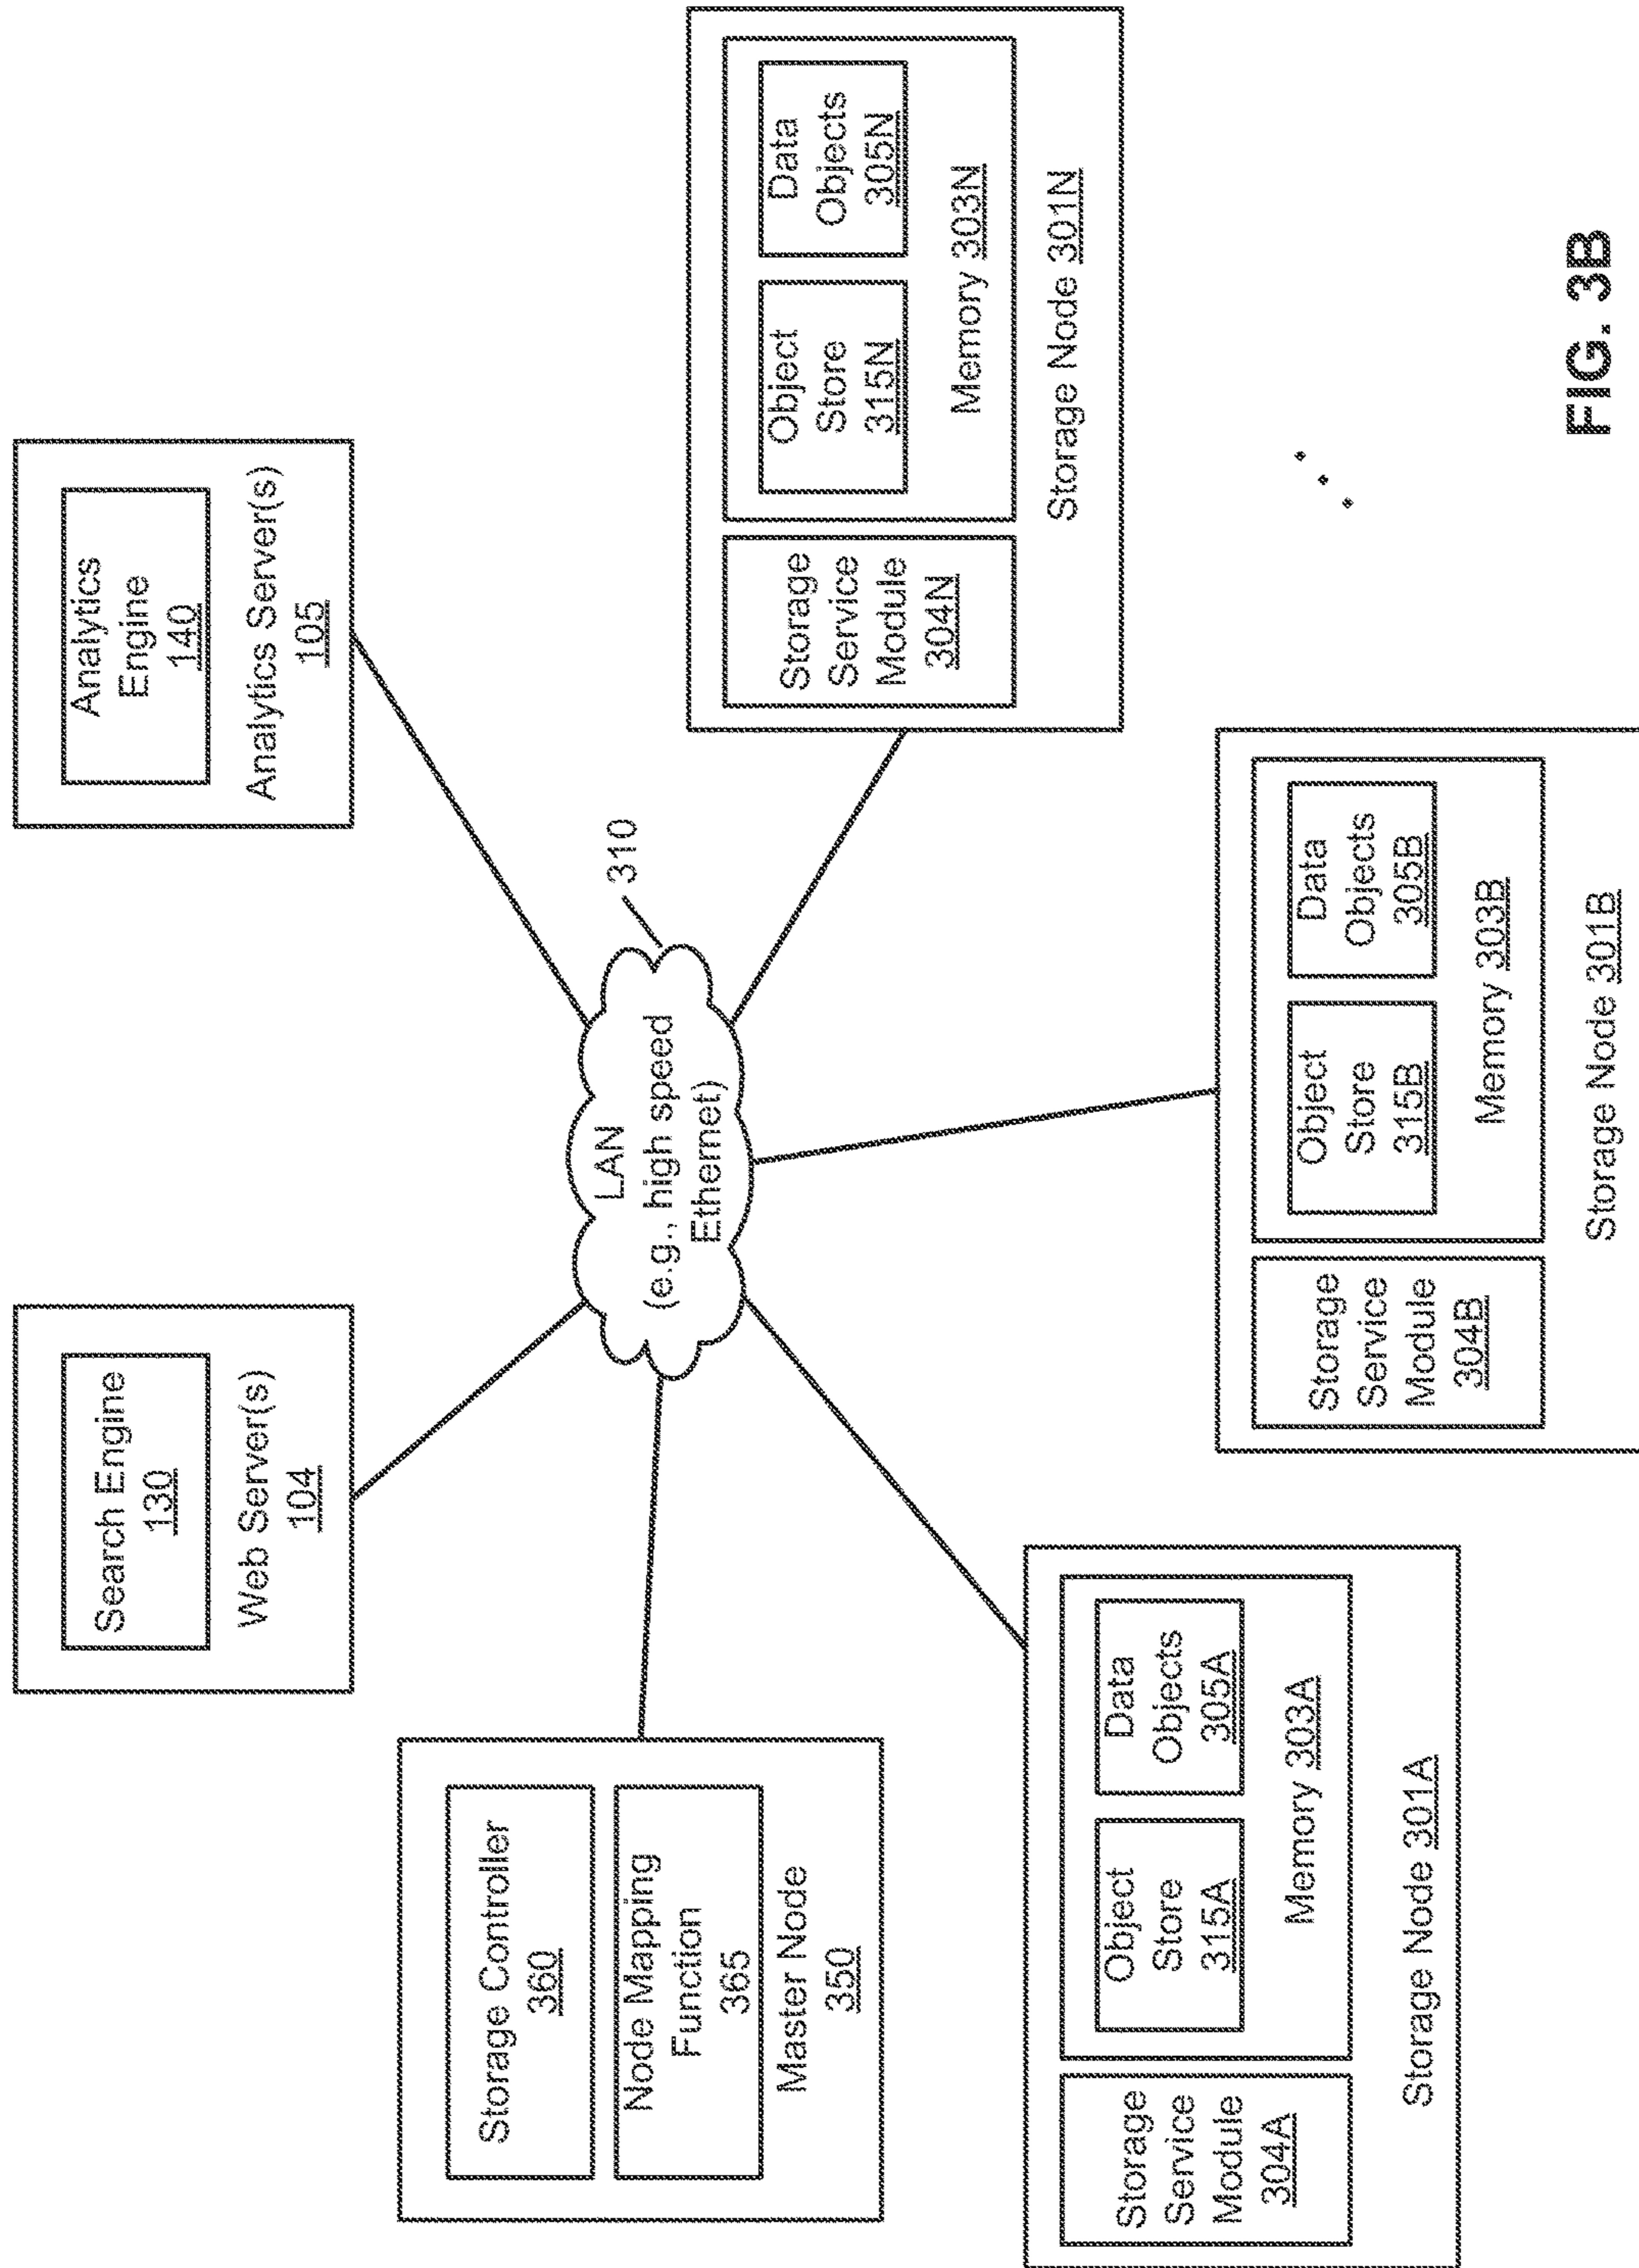 Search Engine
130
Web Server(s)
104
Analytics
Engine
140
Analytics Server(s)
105
Storage Controller
360
Node Mapping
Function
365
Master Node
350
LAN
(e.g., high speed
Ethernet)
310
Storage
Service
Module
304A
Object
Store
315A
Data
Objects
305A
Memory 303A
Storage Node 301A
Storage
Service
Module
304B
Object
Store
315B
Data
Objects
305B
Memory 303B
Storage Node 301B
Storage
Service
Module
304N
Object
Store
315N
Data
Objects
305N
Memory 303N
Storage Node 301N
. . .
FIG. 3B